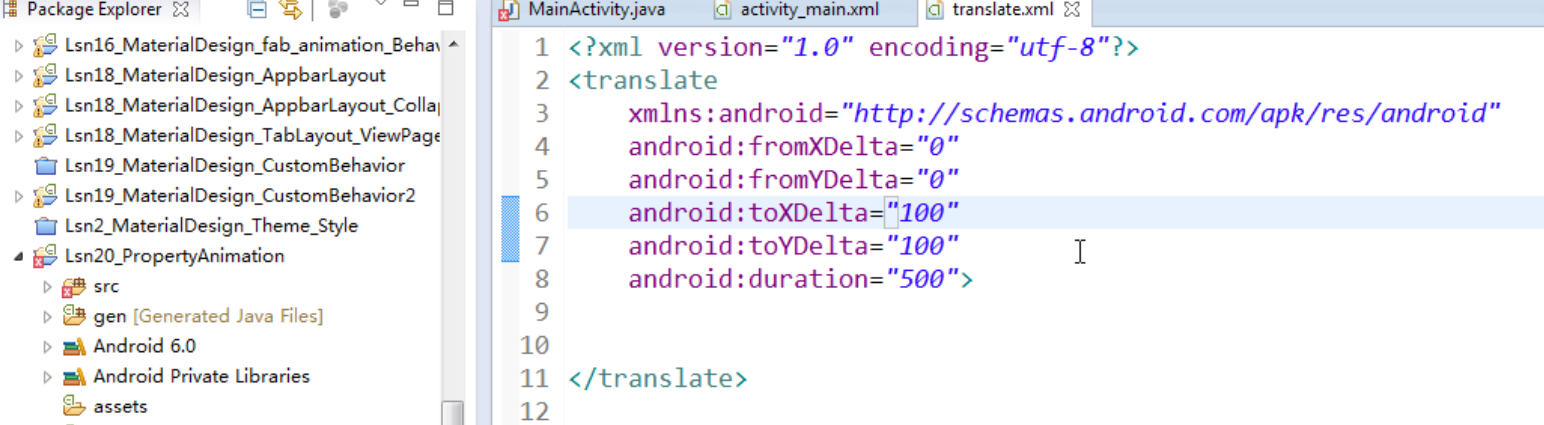 Package Explorer
Lsn16_MaterialDesign_fab_animation_Behav
Lsn18_MaterialDesign_AppbarLayout
Lsn18_MaterialDesign_AppbarLayout_Colla
Lsn18_MaterialDesign_TabLayout_ViewPage
Lsn19_MaterialDesign_CustomBehavior
Lsn19_MaterialDesign_CustomBehavior2
Lsn2_MaterialDesign_Theme_Style
Lsn20_PropertyAnimation
src
gen [Generated Java Files]
Android 6.0
Android Private Libraries
assets
MainActivity.java activity_main.xml translate.xml
1 <?xml version="1.0" encoding="utf-8"?>
2 <translate
3 xmlns:android="http://schemas.android.com/apk/res/android"
4 android:fromXDelta="0"
5 android:fromYDelta="0"
6 android:toXDelta="100"
7 android:toYDelta="100"
8 android:duration="500">
9
10
11 </translate>
12